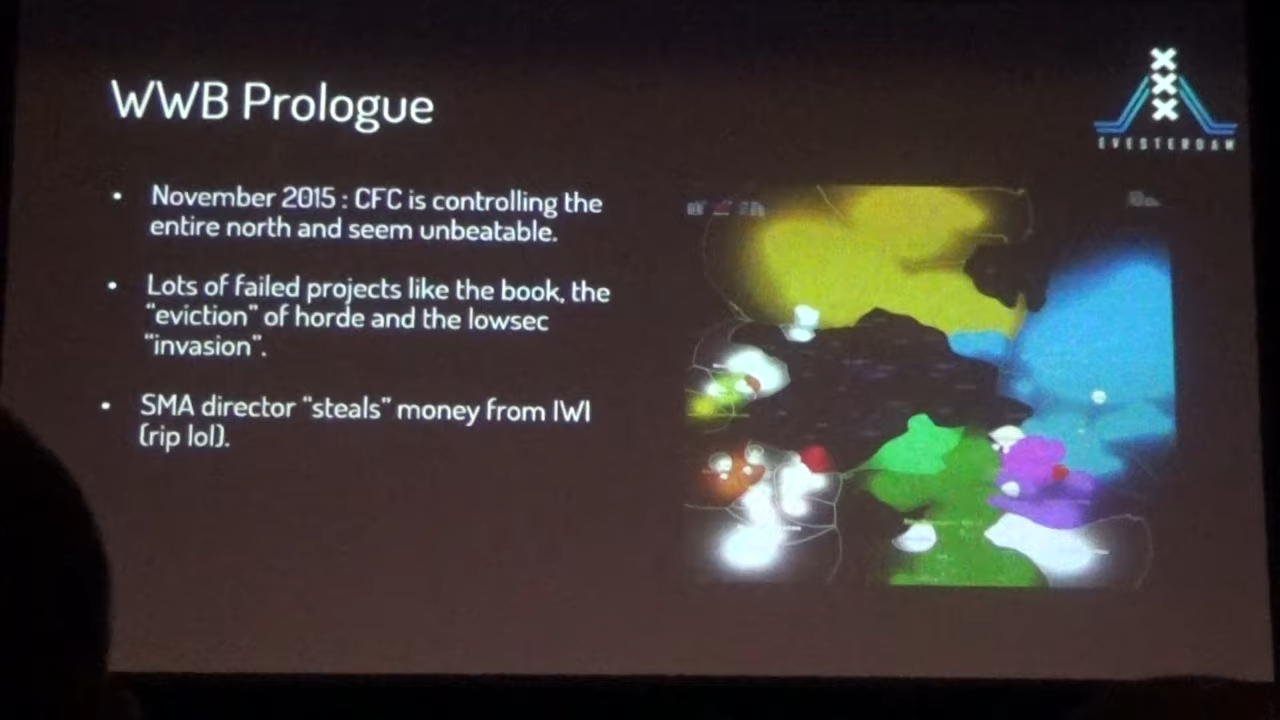 WWB Prologue
• November 2015 : CFC is controlling the
entire north and seem unbeatable.
• Lots of failed projects like the book, the
"eviction" of horde and the lowsec
"invasion".
• SMA director "steals" money from IWI
(rip lol).
XXX
EVESTERDAM